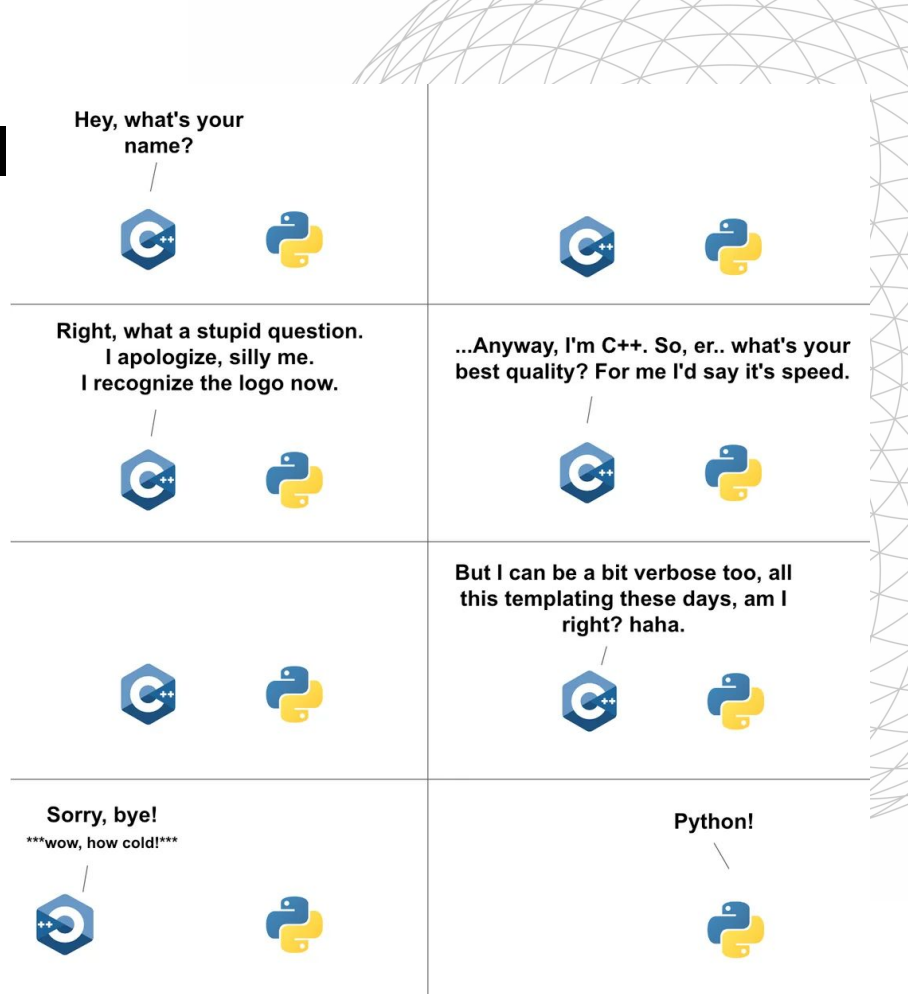 Hey, what's your
name?
C++
C++
Right, what a stupid question.
I apologize, silly me.
I recognize the logo now.
C++
...Anyway, I'm C++. So, er.. what's your
best quality? For me I'd say it's speed.
C++
C++
But I can be a bit verbose too, all
this templating these days, am I
right? haha.
C++
Sorry, bye!
***wow, how cold!***
++C
Python!